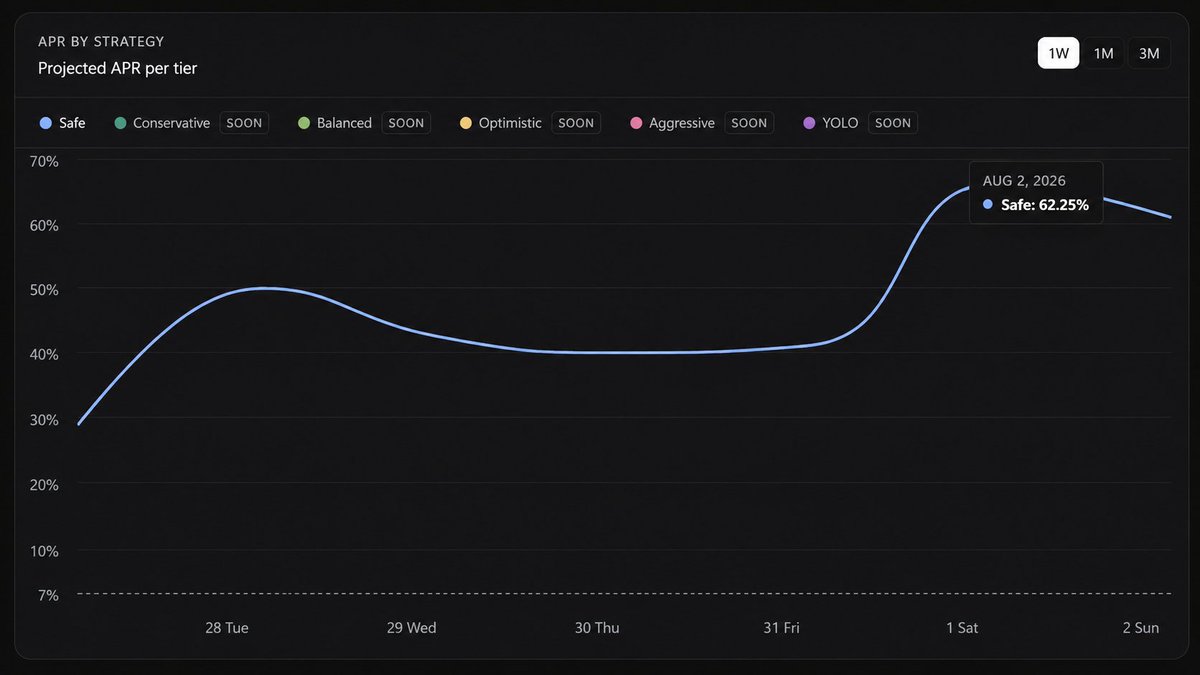 APR BY STRATEGY
Projected APR per tier
1W 1M 3M
Safe Conservative SOON Balanced SOON Optimistic SOON Aggressive SOON YOLO SOON
70%
AUG 2, 2026
Safe: 62.25%
60%
50%
40%
30%
20%
10%
7%
28 Tue 29 Wed 30 Thu 31 Fri 1 Sat 2 Sun